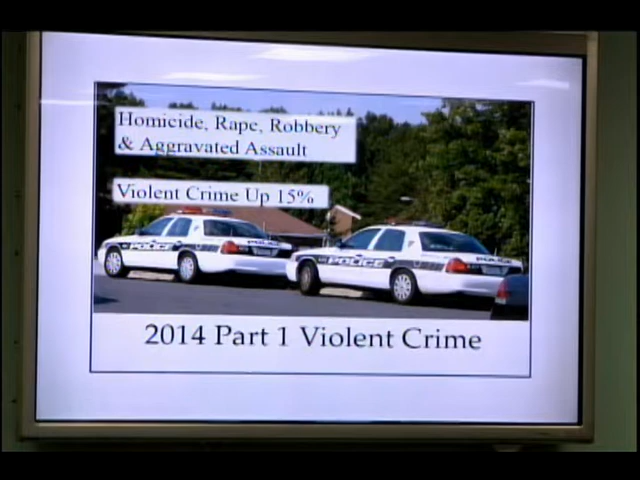 Homicide, Rape, Robbery
& Aggravated Assault
Violent Crime Up 15%
POLICE
POLICE
POLICE
POLICE
2014 Part 1 Violent Crime